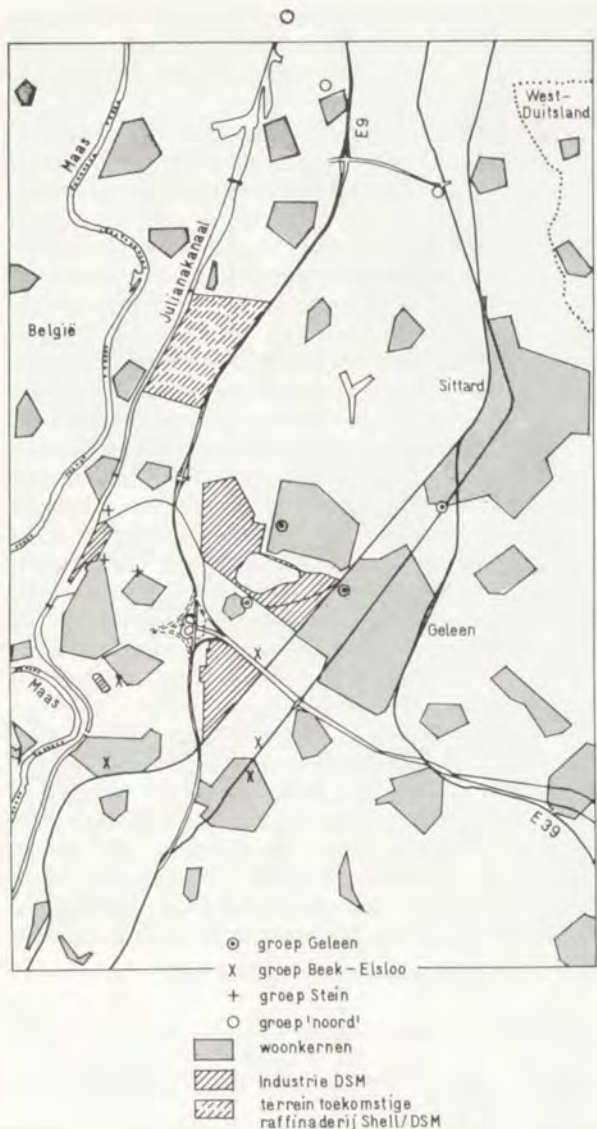 E9
West-
Duitsland
Maas
Julianakanaal
België
Sittard
Geleen
Maas
E39
groep Geleen
groep Beek - Elsloo
groep Stein
groep 'noord'
woonkernen
Industrie DSM
terrein toekomstige
raffinaderij Shell/DSM